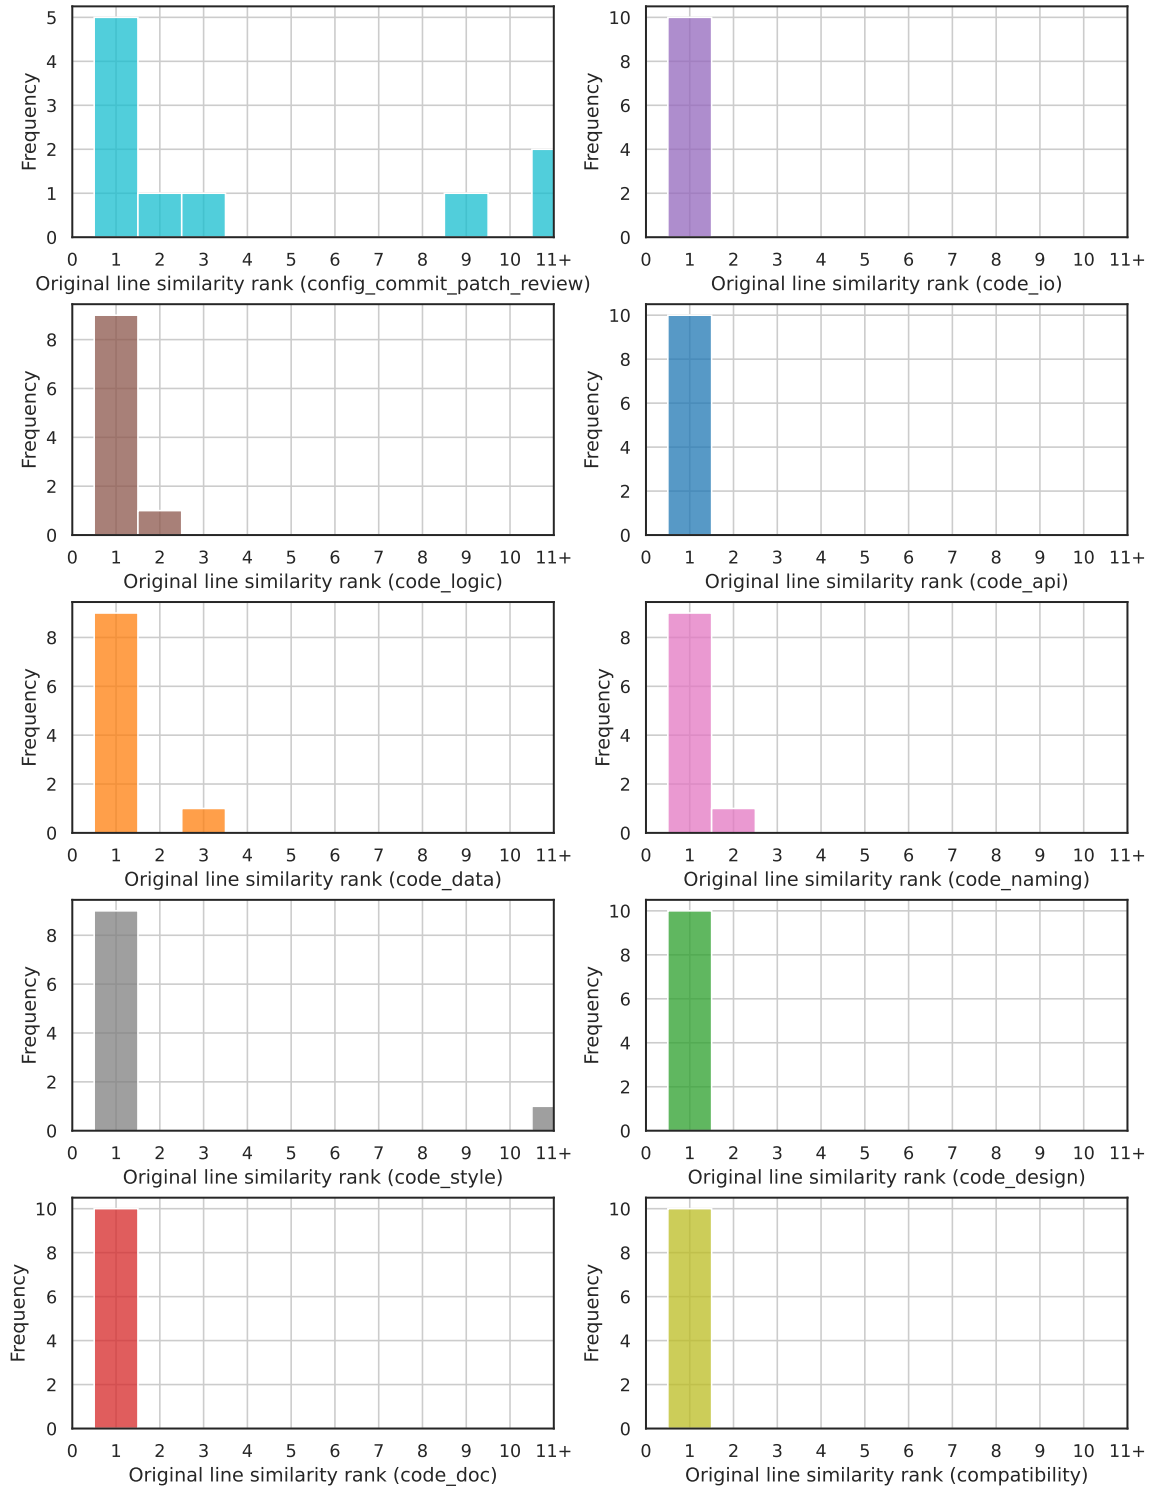 5
4
3
2
1
0
Frequency
0 1 2 3 4 5 6 7 8 9 10 11+
Original line similarity rank (config_commit_patch_review)
10
8
6
4
2
0
Frequency
0 1 2 3 4 5 6 7 8 9 10 11+
Original line similarity rank (code_io)
8
6
4
2
0
Frequency
0 1 2 3 4 5 6 7 8 9 10 11+
Original line similarity rank (code_logic)
10
8
6
4
2
0
Frequency
0 1 2 3 4 5 6 7 8 9 10 11+
Original line similarity rank (code_api)
8
6
4
2
0
Frequency
0 1 2 3 4 5 6 7 8 9 10 11+
Original line similarity rank (code_data)
8
6
4
2
0
Frequency
0 1 2 3 4 5 6 7 8 9 10 11+
Original line similarity rank (code_naming)
8
6
4
2
0
Frequency
0 1 2 3 4 5 6 7 8 9 10 11+
Original line similarity rank (code_style)
10
8
6
4
2
0
Frequency
0 1 2 3 4 5 6 7 8 9 10 11+
Original line similarity rank (code_design)
10
8
6
4
2
0
Frequency
0 1 2 3 4 5 6 7 8 9 10 11+
Original line similarity rank (code_doc)
10
8
6
4
2
0
Frequency
0 1 2 3 4 5 6 7 8 9 10 11+
Original line similarity rank (compatibility)